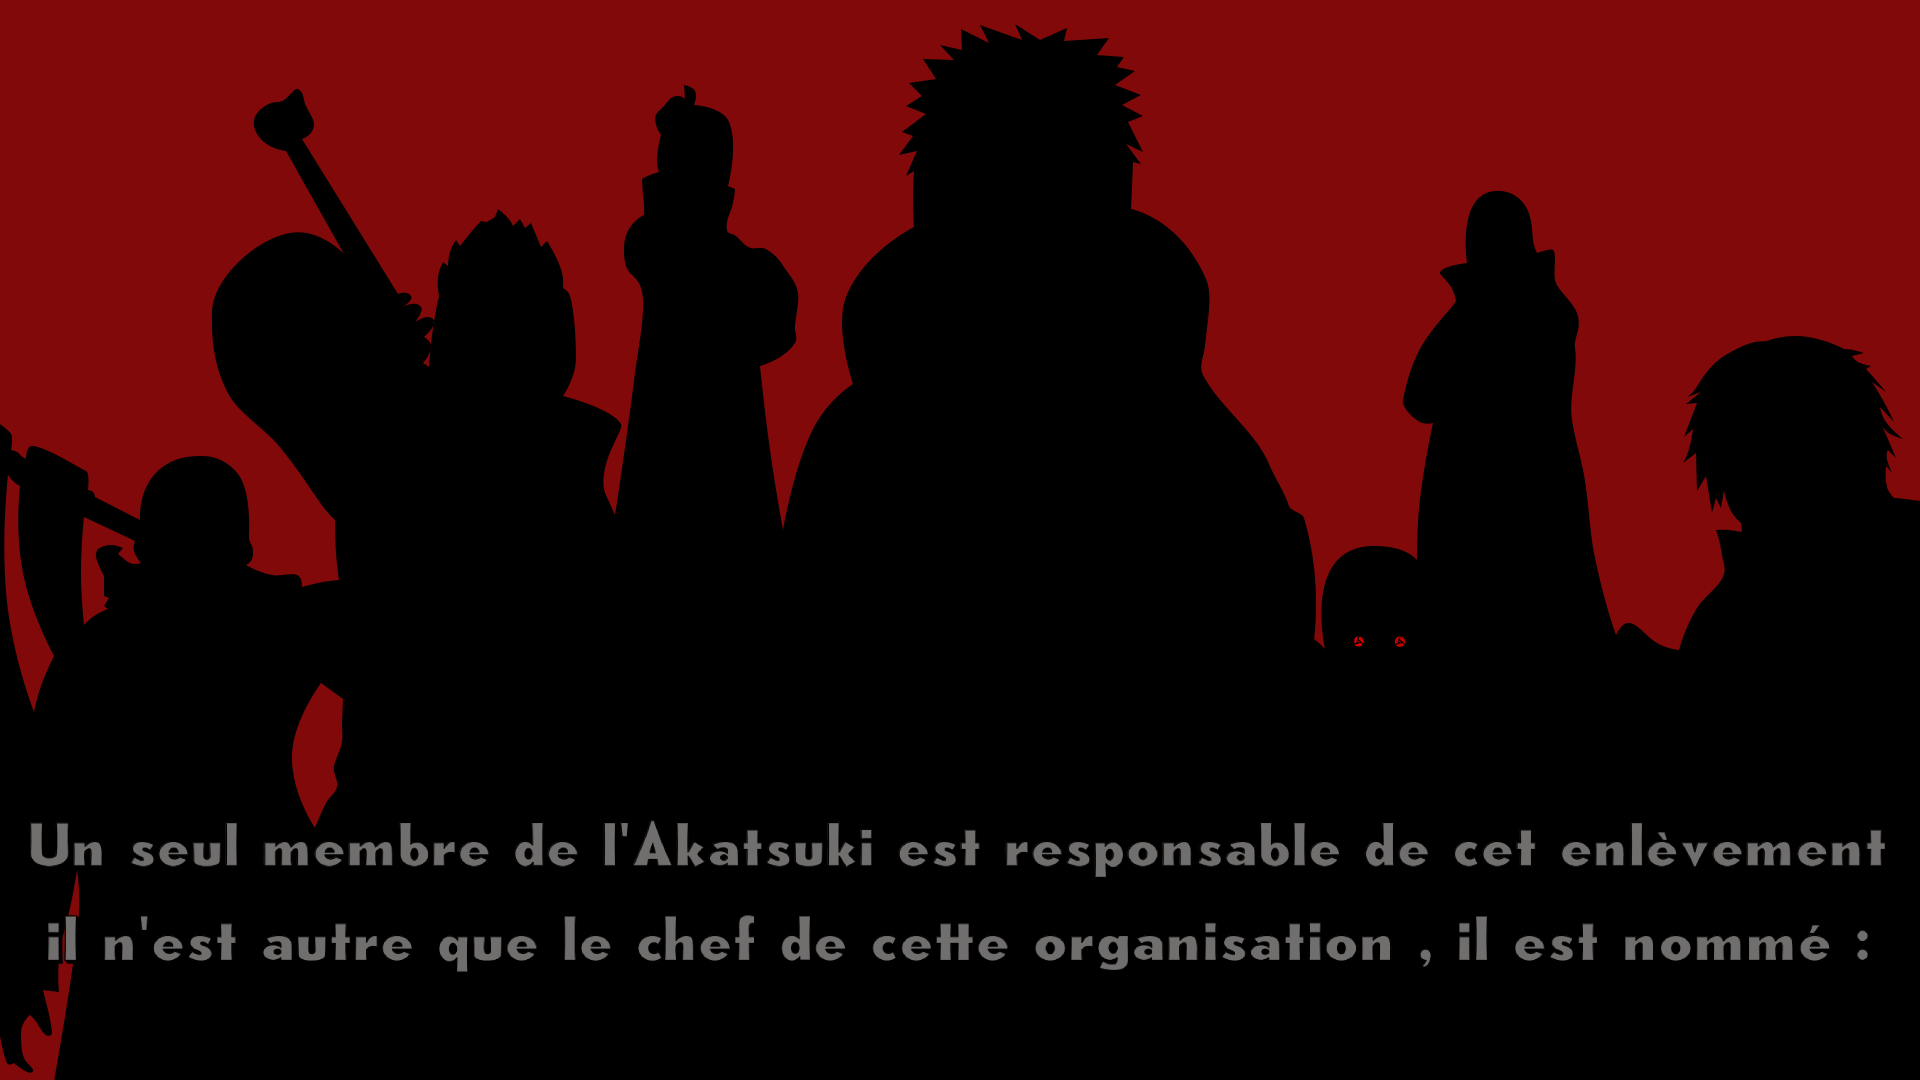 Un seul membre de l'Akatsuki est responsable de cet enlèvement
il n'est autre que le chef de cette organisation , il est nommé :